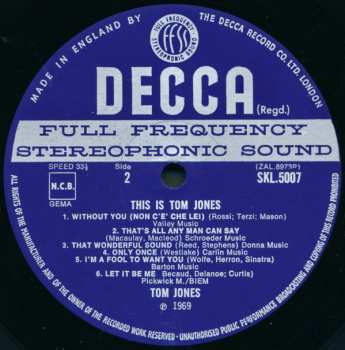 MADE IN ENGLAND BY
THE DECCA RECORD CO. LTD. LONDON
FULL FREQUENCY
ffss
STEREOPHONIC SOUND
DECCA
(Regd.)
FULL FREQUENCY
STEREOPHONIC SOUND
SPEED 33⅓
Side
2
(ZAL.8973P)
SKL.5007
N.C.B.
GEMA
THIS IS TOM JONES
1. WITHOUT YOU (NON C'E' CHE LEI) (Rossi; Terzi; Mason)
Valley Music
2. THAT'S ALL ANY MAN CAN SAY
(Macaulay, Macleod) Schroeder Music
3. THAT WONDERFUL SOUND (Reed, Stephens) Donna Music
4. ONLY ONCE (Westlake) Carlin Music
5. I'M A FOOL TO WANT YOU (Wolfe, Herron, Sinatra)
Barton Music
6. LET IT BE ME (Becaud, Delanoe; Curtis)
Pickwick M./BIEM
TOM JONES
℗ 1969
ALL RIGHTS OF THE MANUFACTURER AND OF THE OWNER OF THE RECORDED WORK RESERVED · UNAUTHORISED PUBLIC PERFORMANCE BROADCASTING AND COPYING OF THIS RECORD PROHIBITED